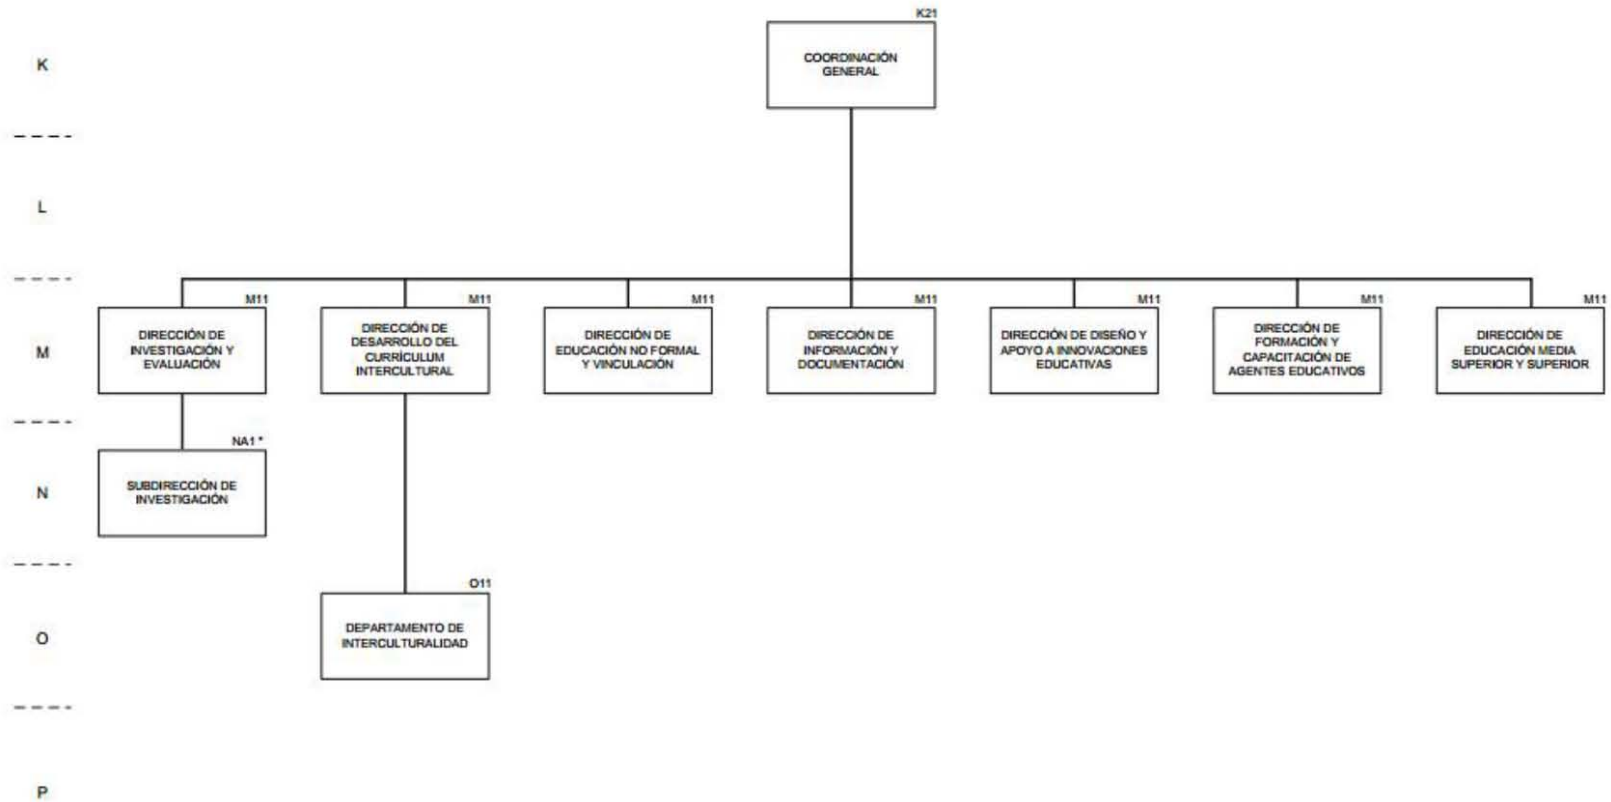 K21
K
COORDINACIÓN
GENERAL
L
M11
M11
M11
M11
M11
M11
M11
M
DIRECCIÓN DE
INVESTIGACIÓN Y
EVALUACIÓN
DIRECCIÓN DE
DESARROLLO DEL
CURRÍCULUM
INTERCULTURAL
DIRECCIÓN DE
EDUCACIÓN NO FORMAL
Y VINCULACIÓN
DIRECCIÓN DE
INFORMACIÓN Y
DOCUMENTACIÓN
DIRECCIÓN DE DISEÑO Y
APOYO A INNOVACIONES
EDUCATIVAS
DIRECCIÓN DE
FORMACIÓN Y
CAPACITACIÓN DE
AGENTES EDUCATIVOS
DIRECCIÓN DE
EDUCACIÓN MEDIA
SUPERIOR Y SUPERIOR
NA1 *
N
SUBDIRECCIÓN DE
INVESTIGACIÓN
O11
O
DEPARTAMENTO DE
INTERCULTURALIDAD
P